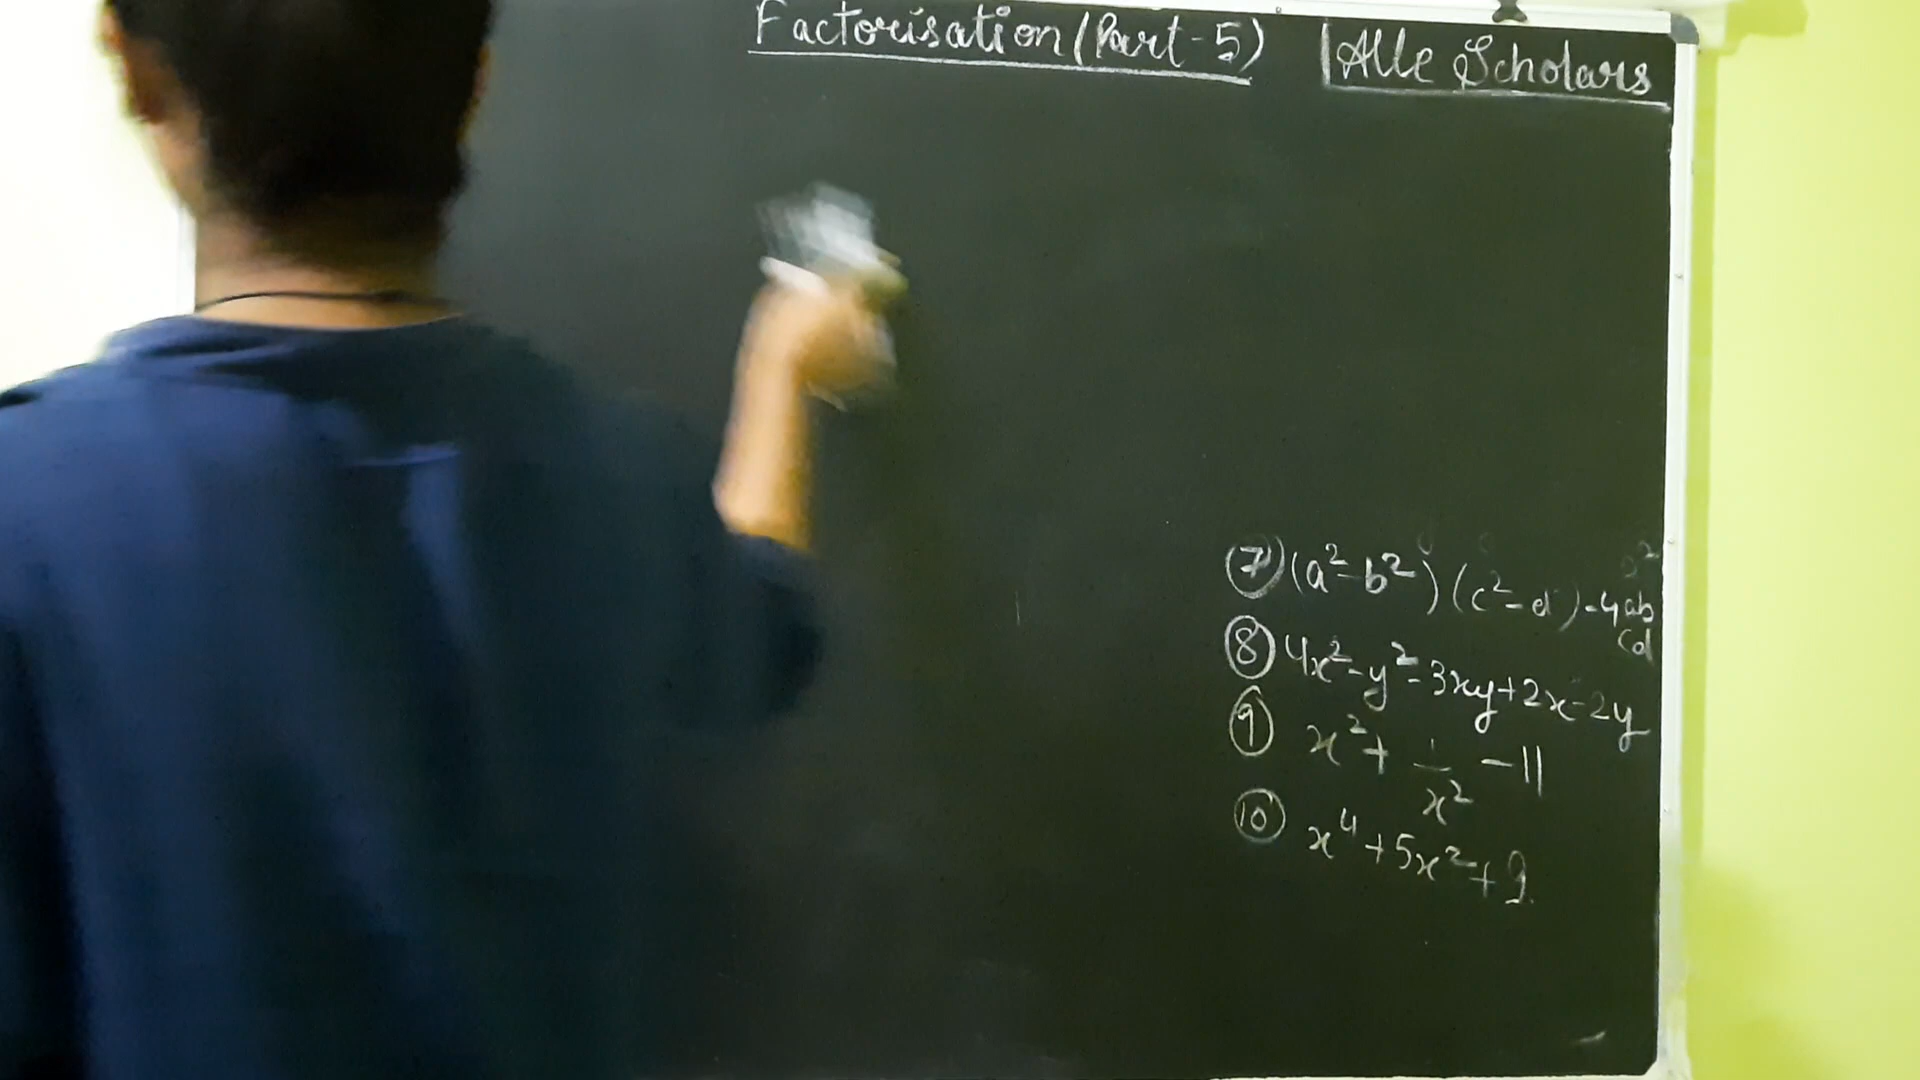 Factorisation (Part-5)
Alle Scholars
⑦ (a²-b²) (c²-d²)-4ab
cd
⑧ 4x²-y²-3xy+2x-2y
⑨ x²+ 1/x² -11
⑩ x⁴+5x²+9